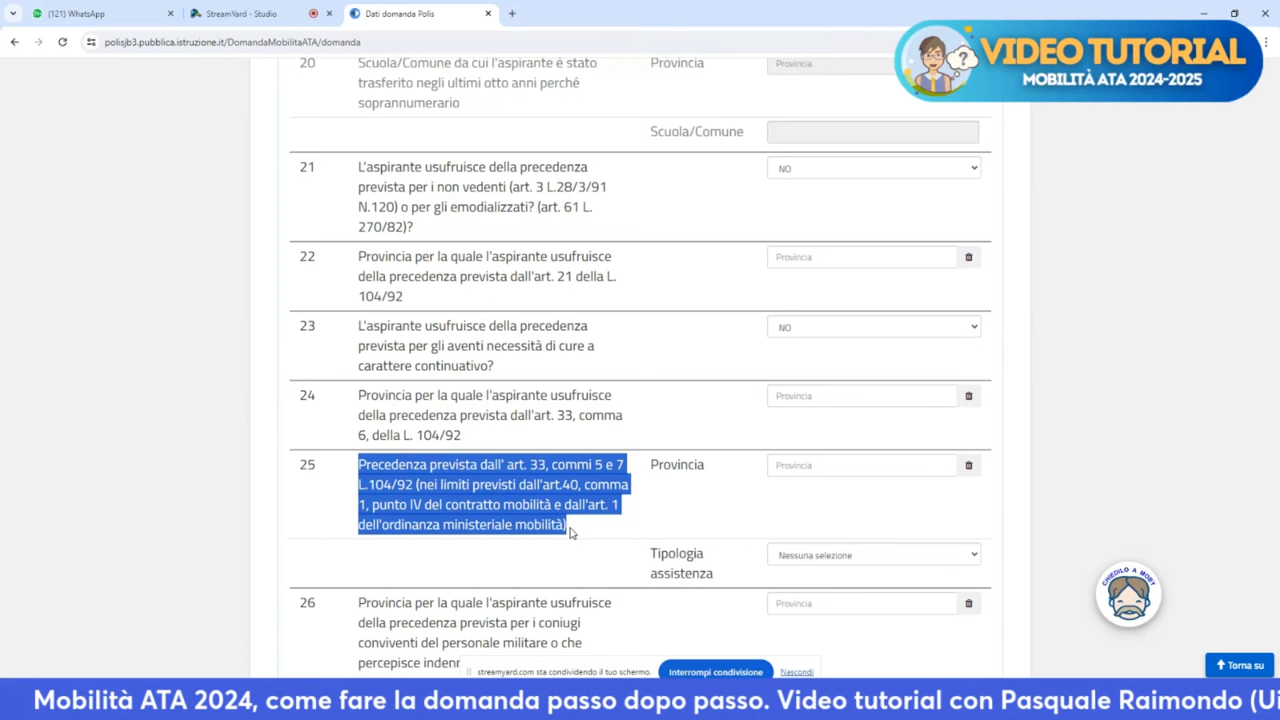 (121) WhatsApp
StreamYard - Studio
Dati domanda Polis
polisjb3.pubblica.istruzione.it/DomandaMobilitaATA/domanda
VIDEO TUTORIAL
MOBILITÀ ATA 2024-2025
20
Scuola/Comune da cui l'aspirante é stato
trasferito negli ultimi otto anni perché
soprannumerario
Provincia
Provincia
Scuola/Comune
21
L'aspirante usufruisce della precedenza
prevista per i non vedenti (art. 3 L.28/3/91
N.120) o per gli emodializzati? (art. 61 L.
270/82)?
NO
22
Provincia per la quale l'aspirante usufruisce
della precedenza prevista dall'art. 21 della L.
104/92
Provincia
23
L'aspirante usufruisce della precedenza
prevista per gli aventi necessità di cure a
carattere continuativo?
NO
24
Provincia per la quale l'aspirante usufruisce
della precedenza prevista dall'art. 33, comma
6, della L. 104/92
Provincia
25
Precedenza prevista dall' art. 33, commi 5 e 7
L.104/92 (nei limiti previsti dall'art.40, comma
1, punto IV del contratto mobilità e dall'art. 1
dell'ordinanza ministeriale mobilità)
Provincia
Provincia
Tipologia
assistenza
Nessuna selezione
26
Provincia per la quale l'aspirante usufruisce
della precedenza prevista per i coniugi
conviventi del personale militare o che
percepisce indenn
Provincia
CHIEDILO A MOBY
streamyard.com sta condividendo il tuo schermo.
Interrompi condivisione
Nascondi
Torna su
Mobilità ATA 2024, come fare la domanda passo dopo passo. Video tutorial con Pasquale Raimondo (Ui